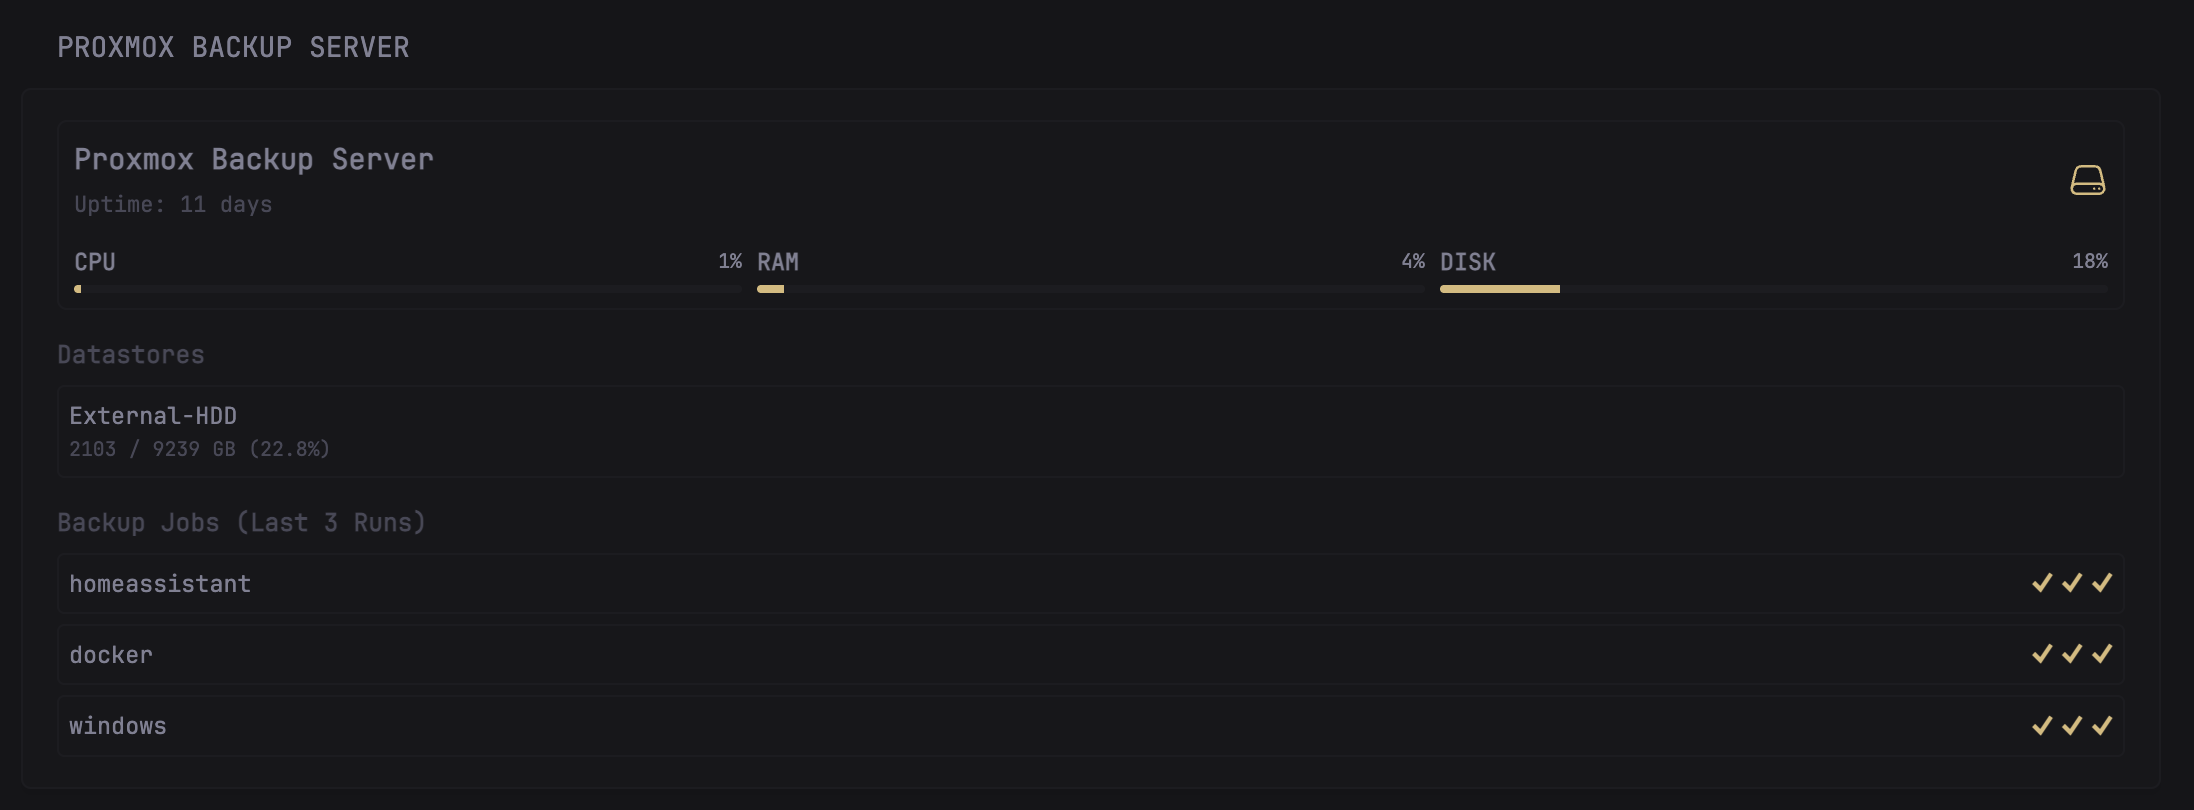 PROXMOX BACKUP SERVER
Proxmox Backup Server
Uptime: 11 days
CPU 1% RAM 4% DISK 18%
Datastores
External-HDD
2103 / 9239 GB (22.8%)
Backup Jobs (Last 3 Runs)
homeassistant ✓ ✓ ✓
docker ✓ ✓ ✓
windows ✓ ✓ ✓